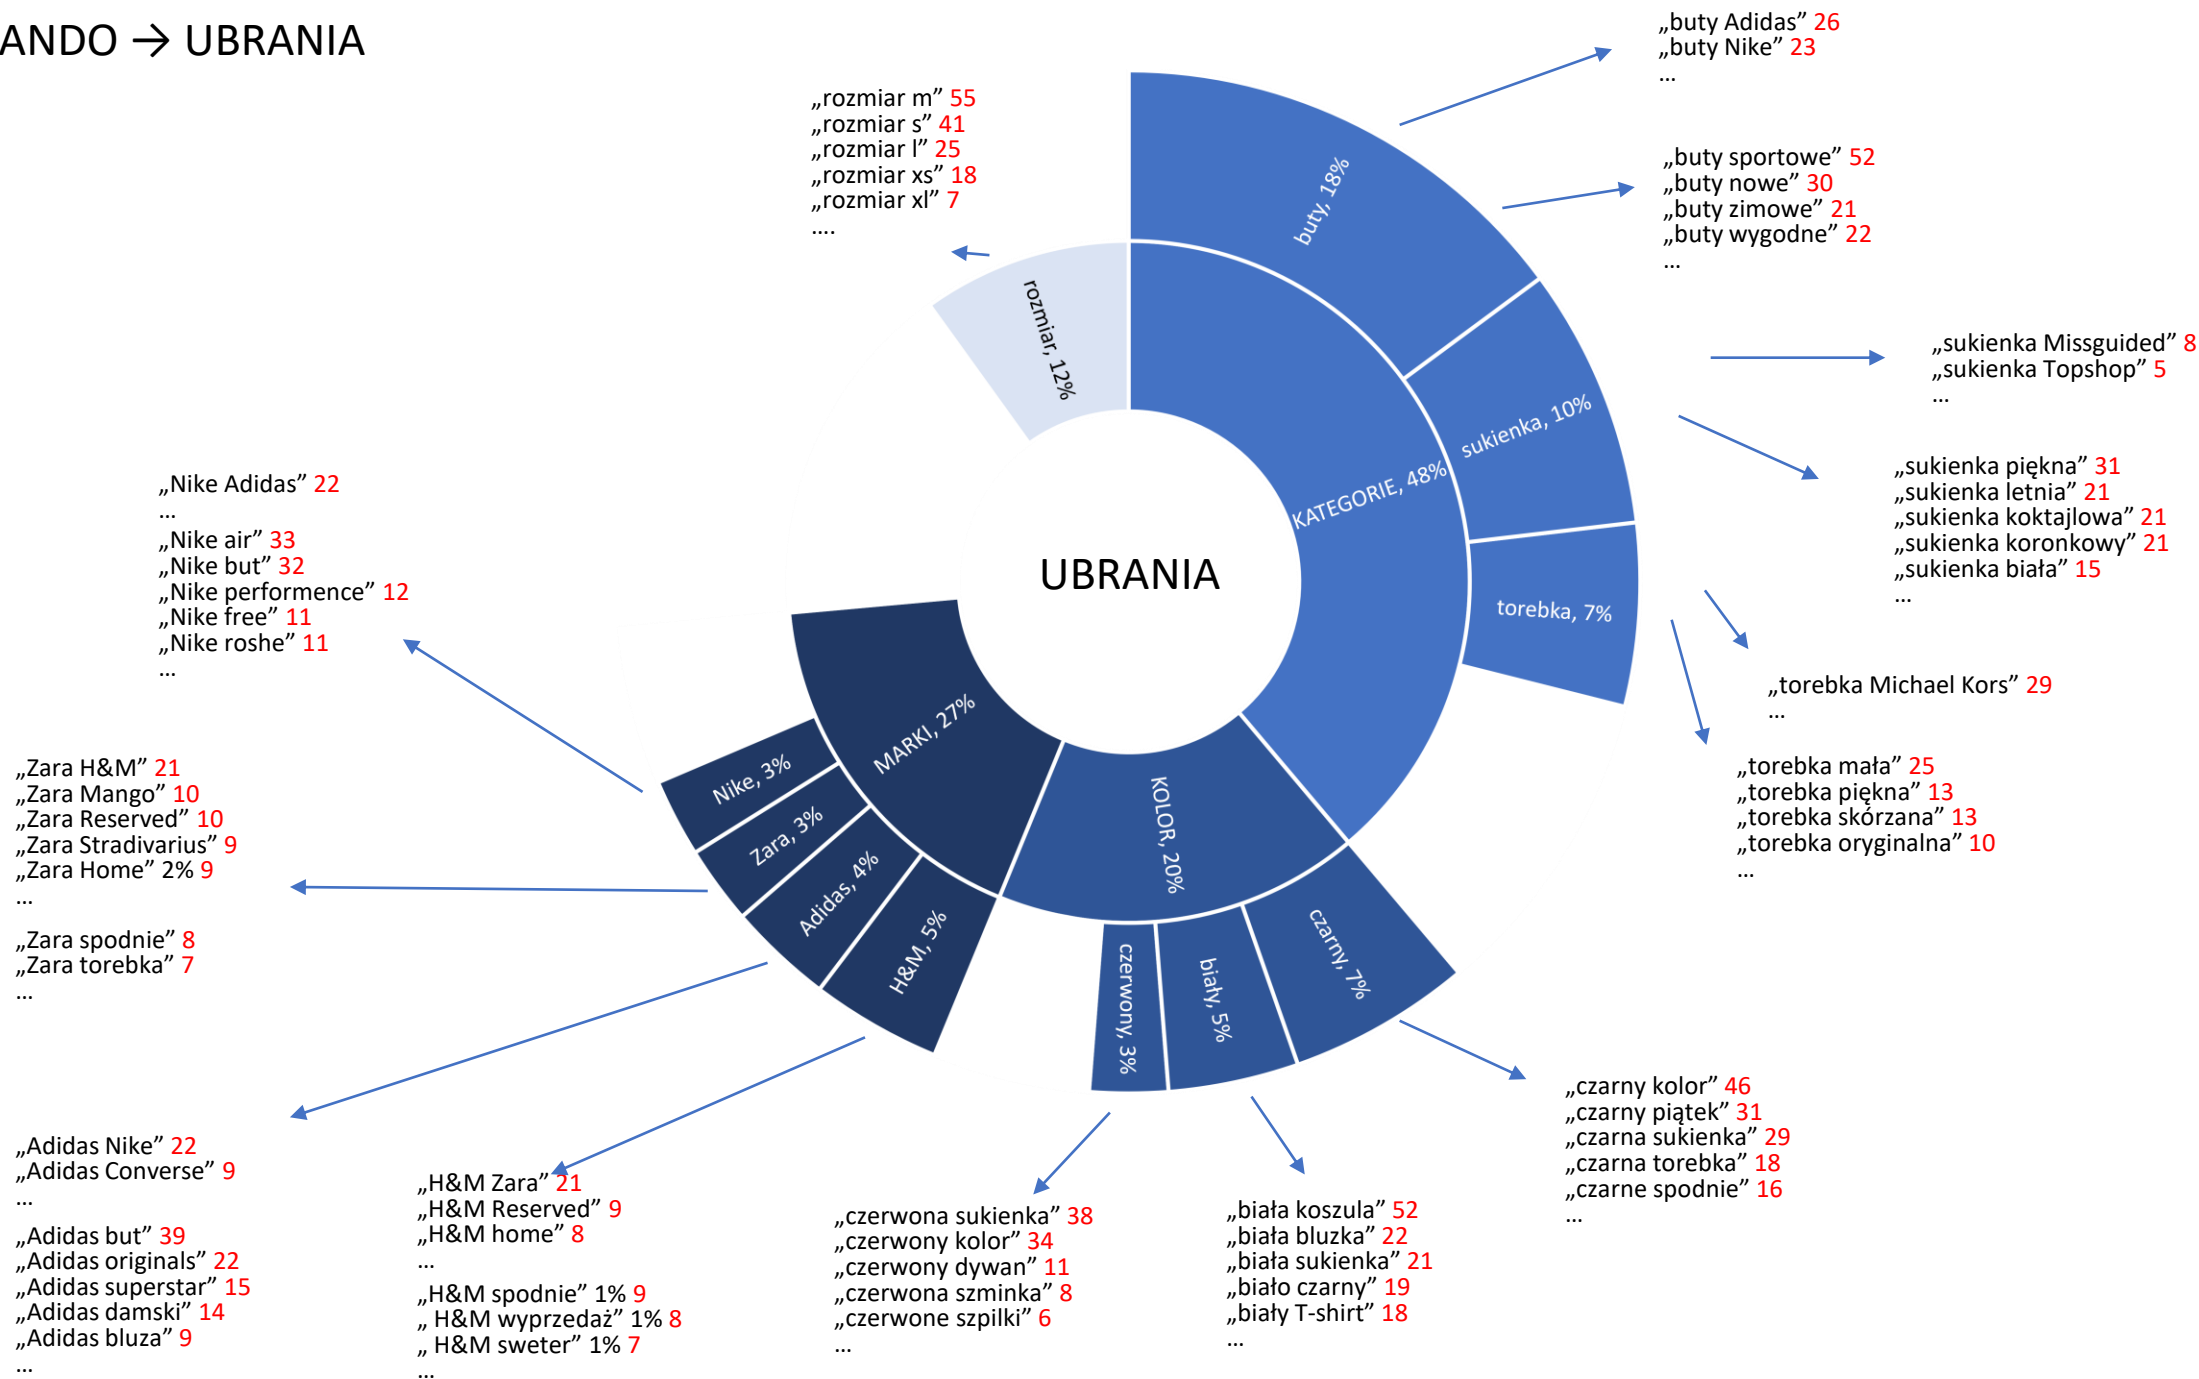 ANDO → UBRANIA
„buty Adidas” 26
„buty Nike” 23
...
„rozmiar m” 55
„rozmiar s” 41
„rozmiar l” 25
„rozmiar xs” 18
„rozmiar xl” 7
....
„buty sportowe” 52
„buty nowe” 30
„buty zimowe” 21
„buty wygodne” 22
...
„sukienka Missguided” 8
„sukienka Topshop” 5
...
„sukienka piękna” 31
„sukienka letnia” 21
„sukienka koktajlowa” 21
„sukienka koronkowy” 21
„sukienka biała” 15
...
„torebka Michael Kors” 29
...
„torebka mała” 25
„torebka piękna” 13
„torebka skórzana” 13
„torebka oryginalna” 10
...
UBRANIA
KATEGORIE, 48%
buty, 18%
sukienka, 10%
torebka, 7%
KOLOR, 20%
czarny, 7%
biały, 5%
czerwony, 3%
MARKI, 27%
H&M, 5%
Adidas, 4%
Zara, 3%
Nike, 3%
rozmiar, 12%
„Nike Adidas” 22
...
„Nike air” 33
„Nike but” 32
„Nike performence” 12
„Nike free” 11
„Nike roshe” 11
...
„Zara H&M” 21
„Zara Mango” 10
„Zara Reserved” 10
„Zara Stradivarius” 9
„Zara Home” 2% 9
...
„Zara spodnie” 8
„Zara torebka” 7
...
„Adidas Nike” 22
„Adidas Converse” 9
...
„Adidas but” 39
„Adidas originals” 22
„Adidas superstar” 15
„Adidas damski” 14
„Adidas bluza” 9
...
„H&M Zara” 21
„H&M Reserved” 9
„H&M home” 8
...
„H&M spodnie” 1% 9
„ H&M wyprzedaż” 1% 8
„ H&M sweter” 1% 7
...
„czerwona sukienka” 38
„czerwony kolor” 34
„czerwony dywan” 11
„czerwona szminka” 8
„czerwone szpilki” 6
...
„biała koszula” 52
„biała bluzka” 22
„biała sukienka” 21
„biało czarny” 19
„biały T-shirt” 18
...
„czarny kolor” 46
„czarny piątek” 31
„czarna sukienka” 29
„czarna torebka” 18
„czarne spodnie” 16
...